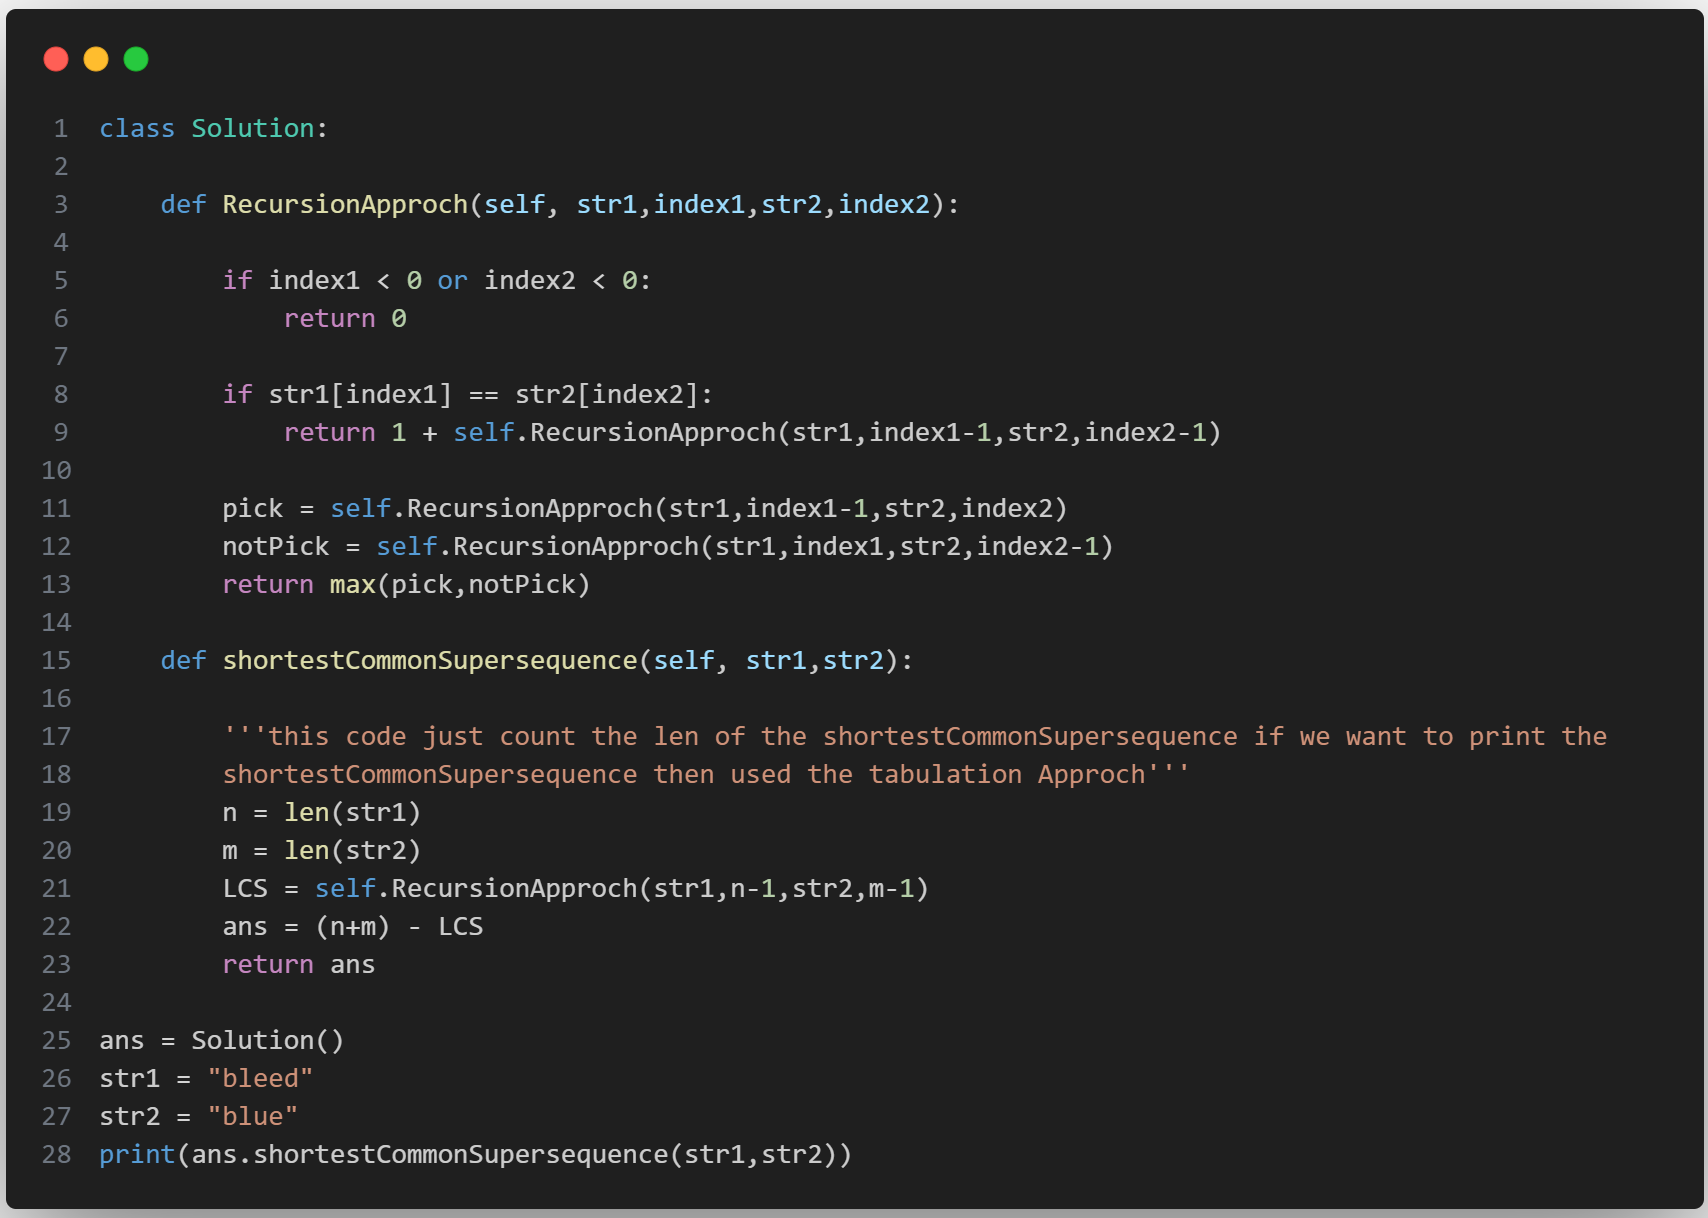 1 class Solution:
2
3     def RecursionApproch(self, str1,index1,str2,index2):
4
5         if index1 < 0 or index2 < 0:
6             return 0
7
8         if str1[index1] == str2[index2]:
9             return 1 + self.RecursionApproch(str1,index1-1,str2,index2-1)
10
11         pick = self.RecursionApproch(str1,index1-1,str2,index2)
12         notPick = self.RecursionApproch(str1,index1,str2,index2-1)
13         return max(pick,notPick)
14
15     def shortestCommonSupersequence(self, str1,str2):
16
17         '''this code just count the len of the shortestCommonSupersequence if we want to print the
18         shortestCommonSupersequence then used the tabulation Approch'''
19         n = len(str1)
20         m = len(str2)
21         LCS = self.RecursionApproch(str1,n-1,str2,m-1)
22         ans = (n+m) - LCS
23         return ans
24
25 ans = Solution()
26 str1 = "bleed"
27 str2 = "blue"
28 print(ans.shortestCommonSupersequence(str1,str2))